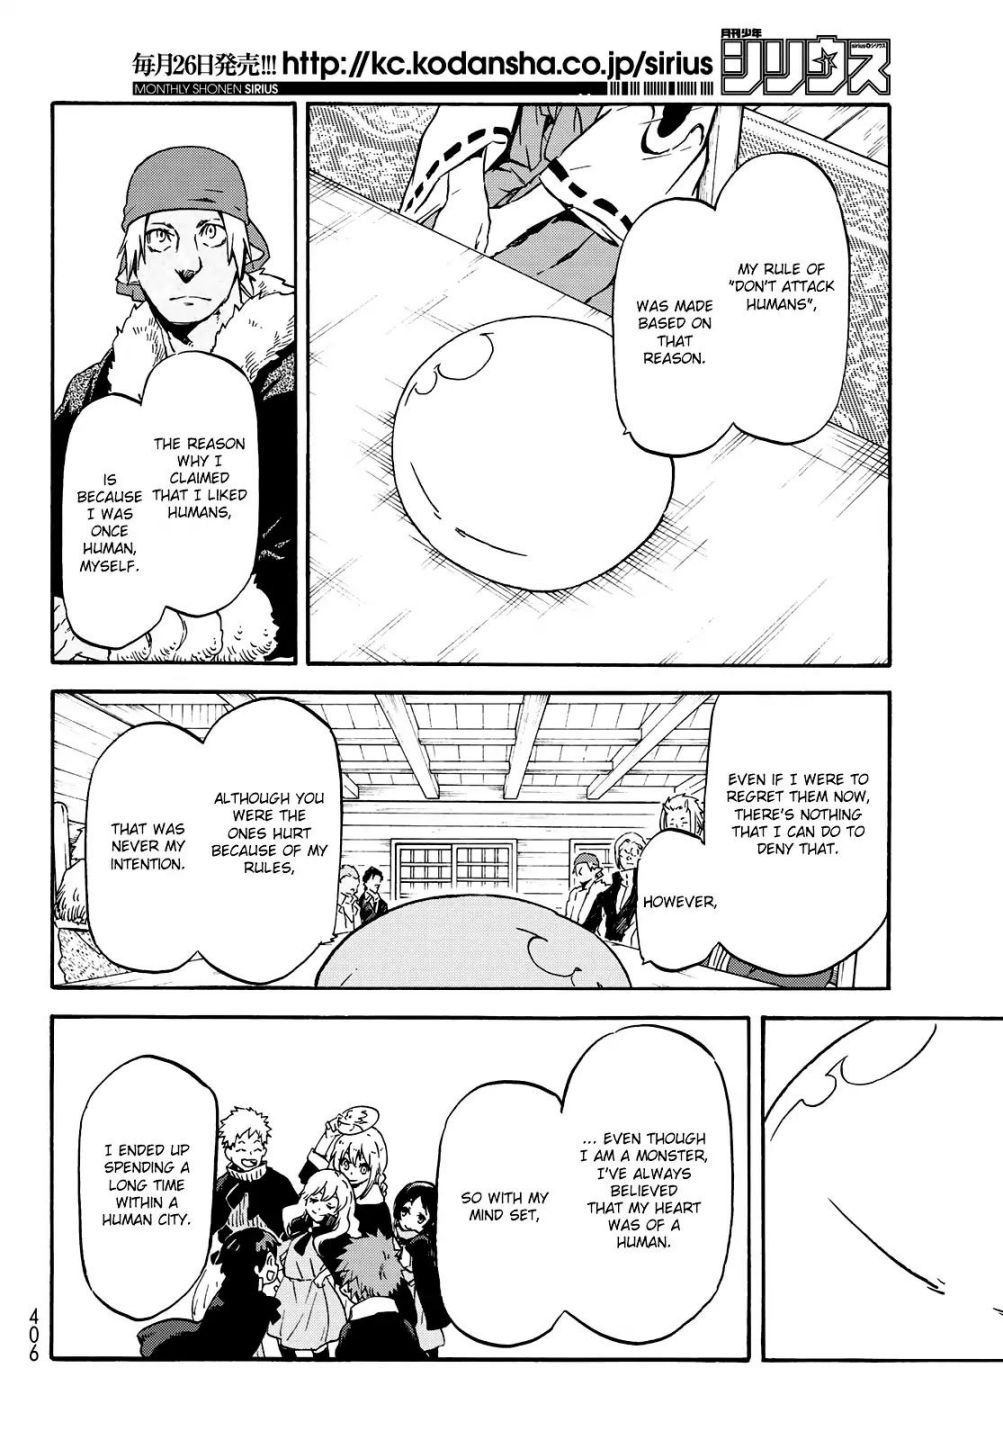 毎月26日発売!!! http://kc.kodansha.co.jp/sirius
MONTHLY SHONEN SIRIUS
月刊少年
シリウス
MY RULE OF
"DON'T ATTACK
HUMANS",
WAS MADE
BASED ON
THAT
REASON.
THE REASON
WHY I
CLAIMED
THAT I LIKED
HUMANS,
IS
BECAUSE
I WAS
ONCE
HUMAN,
MYSELF.
EVEN IF I WERE TO
REGRET THEM NOW,
THERE'S NOTHING
THAT I CAN DO TO
DENY THAT.
HOWEVER,
ALTHOUGH YOU
WERE THE
ONES HURT
BECAUSE OF MY
RULES,
THAT WAS
NEVER MY
INTENTION.
... EVEN THOUGH
I AM A MONSTER,
I'VE ALWAYS
BELIEVED
THAT MY HEART
WAS OF A
HUMAN.
SO WITH MY
MIND SET,
I ENDED UP
SPENDING A
LONG TIME
WITHIN A
HUMAN CITY.
406